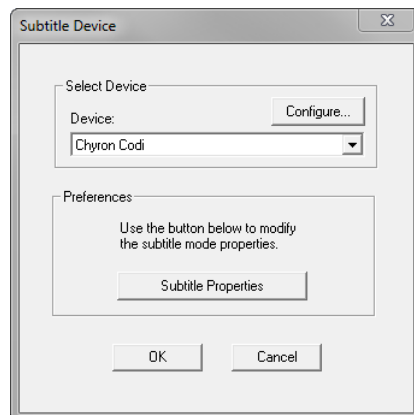 Subtitle Device
Select Device
Configure...
Device:
Chyron Codi
Preferences
Use the button below to modify
the subtitle mode properties.
Subtitle Properties
OK
Cancel